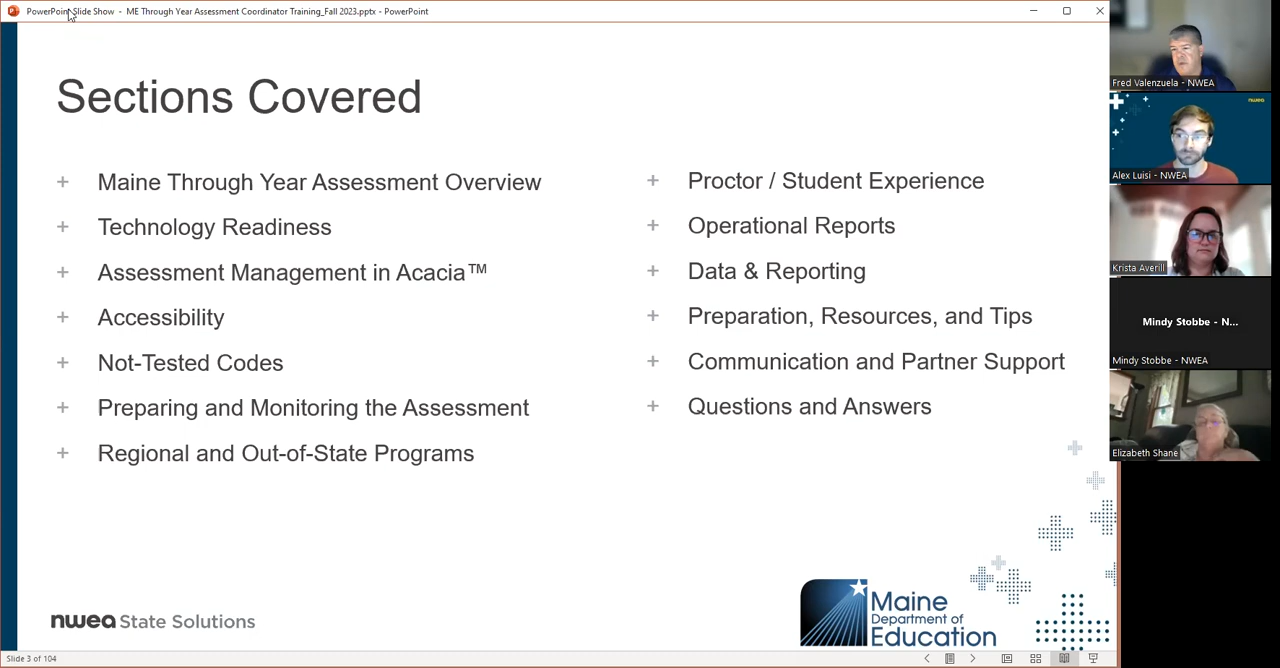 PowerPoint Slide Show - ME Through Year Assessment Coordinator Training_Fall 2023.pptx - PowerPoint
Sections Covered
+ Maine Through Year Assessment Overview
+ Technology Readiness
+ Assessment Management in Acacia™
+ Accessibility
+ Not-Tested Codes
+ Preparing and Monitoring the Assessment
+ Regional and Out-of-State Programs
+ Proctor / Student Experience
+ Operational Reports
+ Data & Reporting
+ Preparation, Resources, and Tips
+ Communication and Partner Support
+ Questions and Answers
nwea State Solutions
Maine
Department of
Education
Slide 3 of 104
Fred Valenzuela - NWEA
nwea
Alex Luisi - NWEA
Krista Averill
Mindy Stobbe - N...
Mindy Stobbe - NWEA
Elizabeth Shane